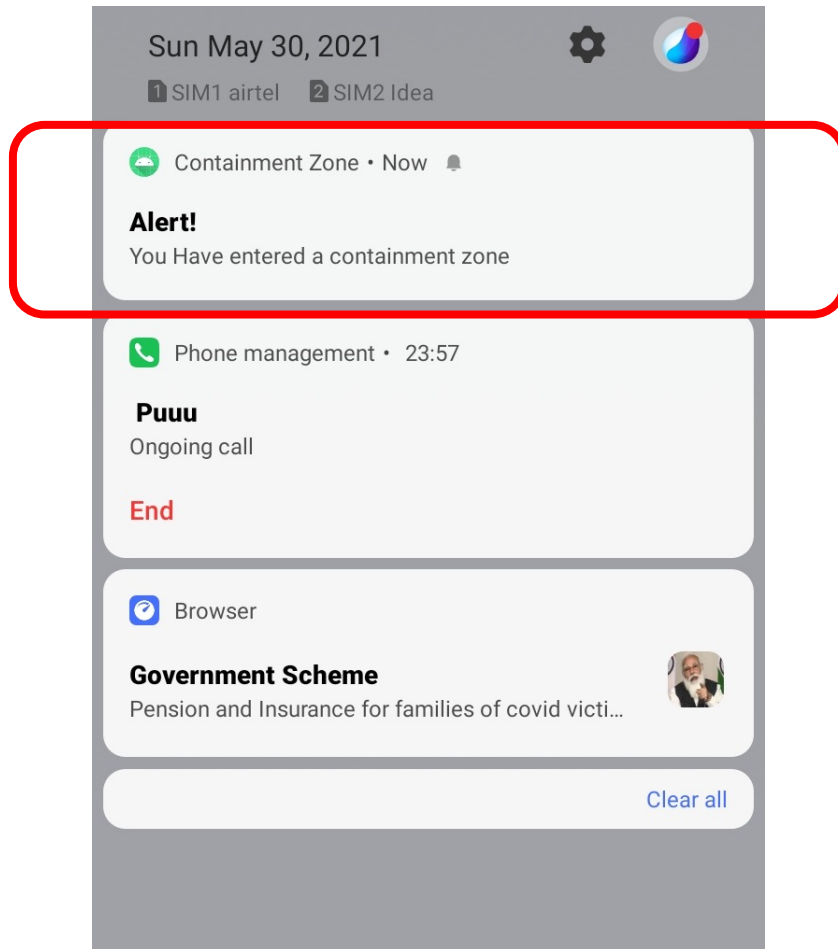 Sun May 30, 2021
1 SIM1 airtel 2 SIM2 Idea
Containment Zone • Now
Alert!
You Have entered a containment zone
Phone management • 23:57
Puuu
Ongoing call
End
Browser
Government Scheme
Pension and Insurance for families of covid victi...
Clear all